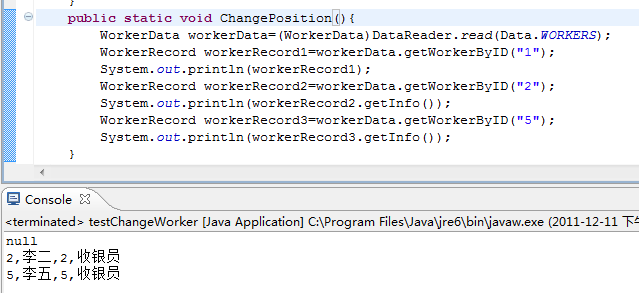 }
public static void ChangePosition(){
WorkerData workerData=(WorkerData)DataReader.read(Data.WORKERS);
WorkerRecord workerRecord1=workerData.getWorkerByID("1");
System.out.println(workerRecord1);
WorkerRecord workerRecord2=workerData.getWorkerByID("2");
System.out.println(workerRecord2.getInfo());
WorkerRecord workerRecord3=workerData.getWorkerByID("5");
System.out.println(workerRecord3.getInfo());
}
Console
<terminated> testChangeWorker [Java Application] C:\Program Files\Java\jre6\bin\javaw.exe (2011-12-11 下
null
2,李二,2,收银员
5,李五,5,收银员